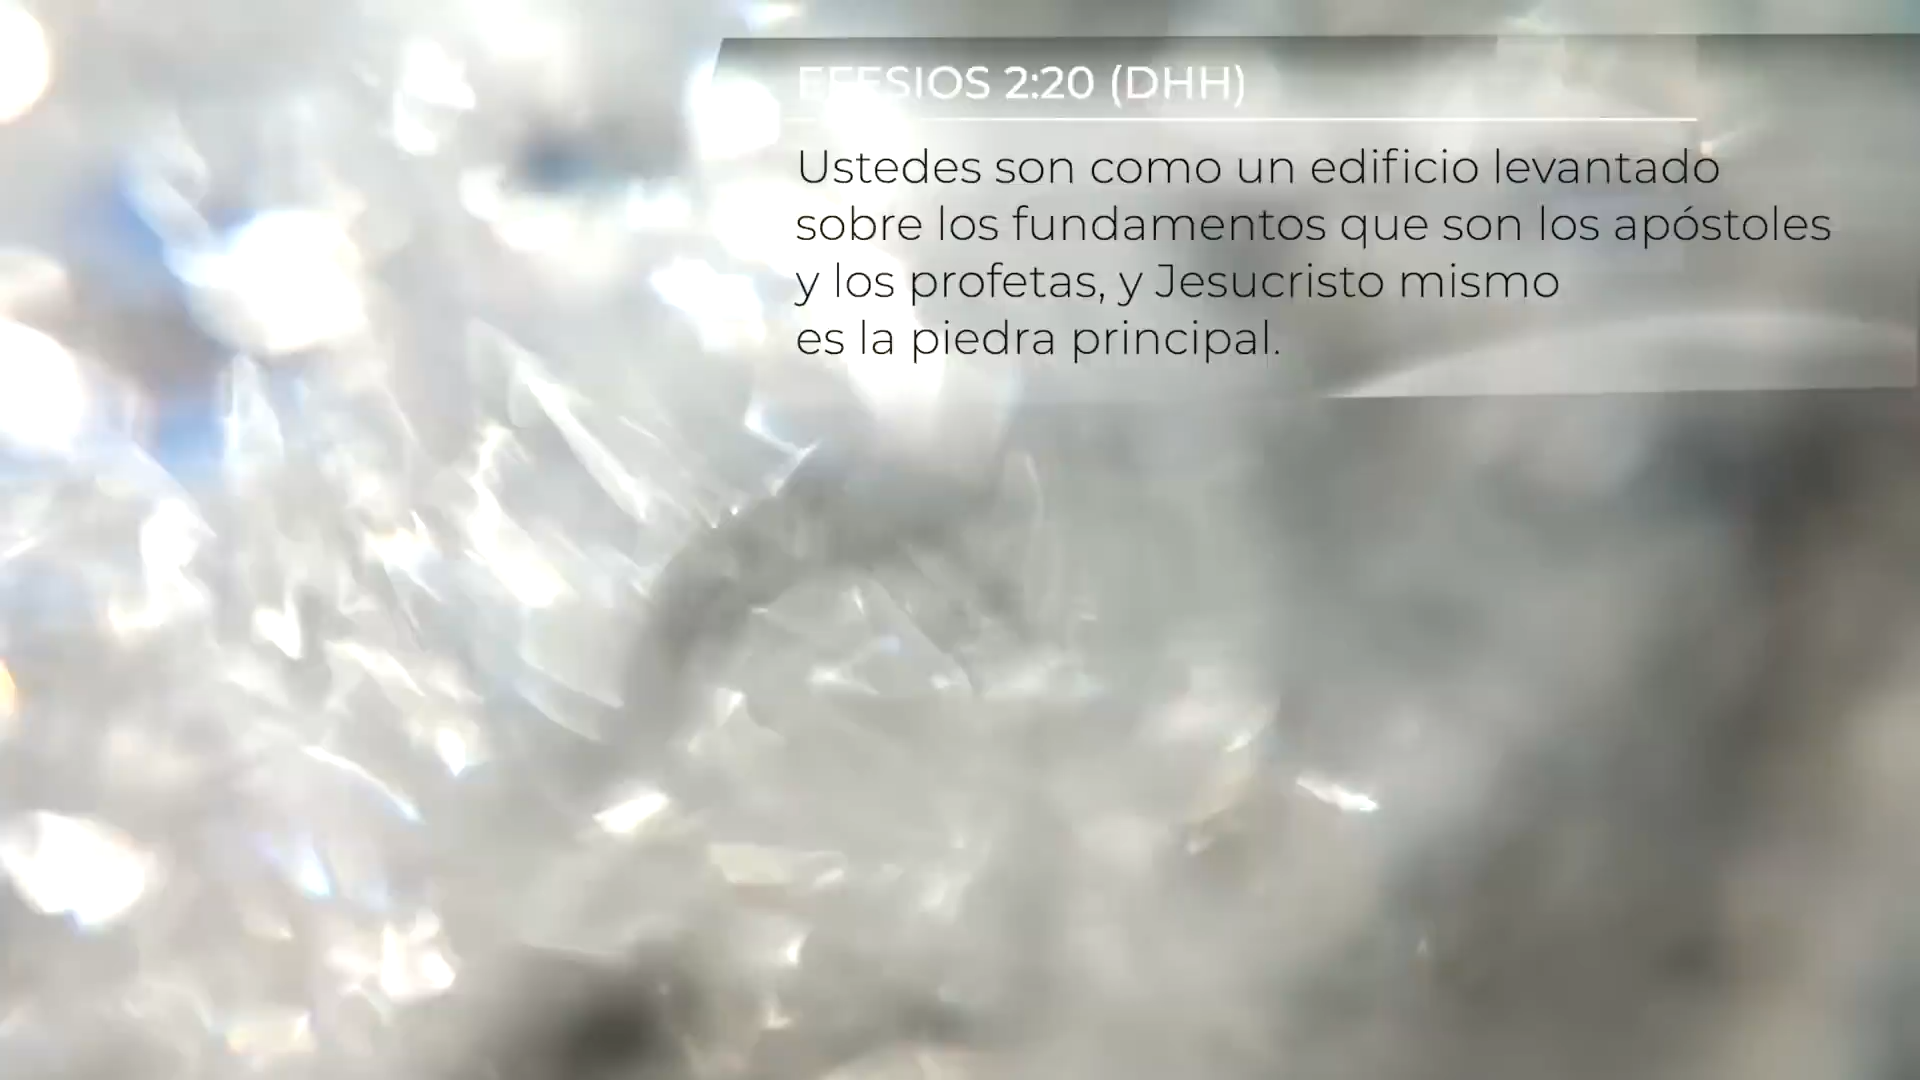 EFESIOS 2:20 (DHH)
Ustedes son como un edificio levantado
sobre los fundamentos que son los apóstoles
y los profetas, y Jesucristo mismo
es la piedra principal.